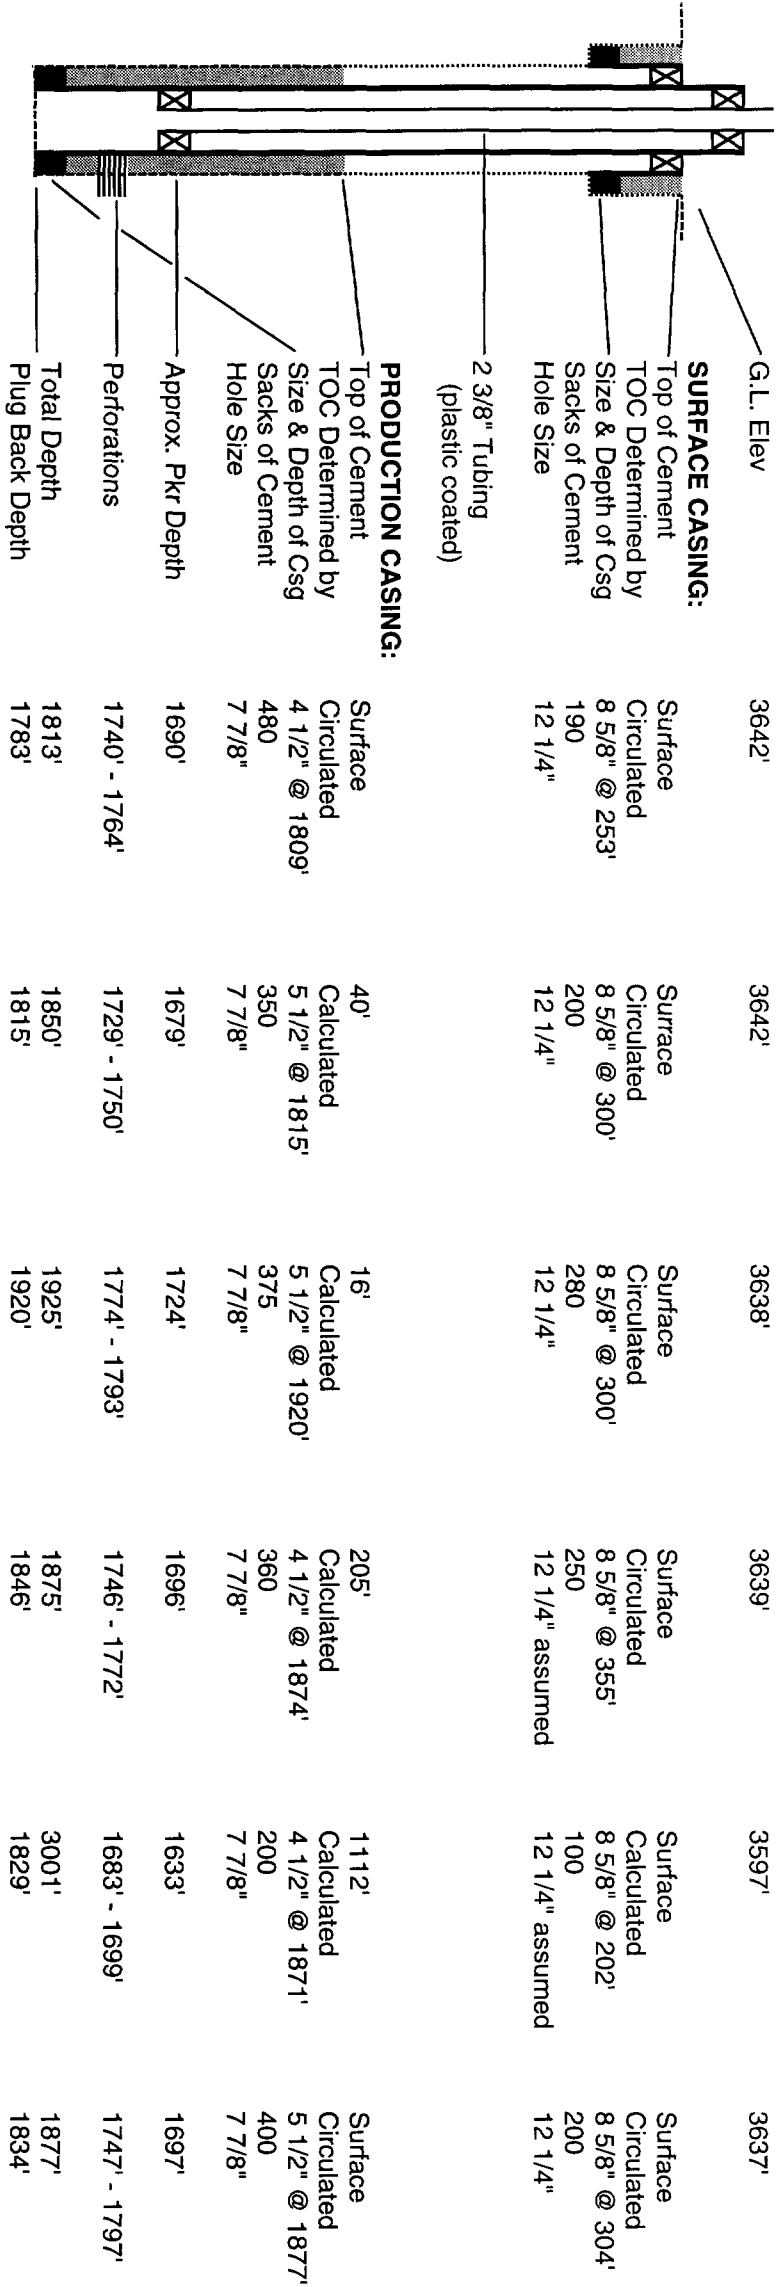 G.L. Elev 3642' 3642' 3638' 3639' 3597' 3637'
SURFACE CASING:
Top of Cement Surface Surrace Surface Surface Surface Surface
TOC Determined by Circulated Circulated Circulated Circulated Calculated Circulated
Size & Depth of Csg 8 5/8" @ 253' 8 5/8" @ 300' 8 5/8" @ 300' 8 5/8" @ 355' 8 5/8" @ 202' 8 5/8" @ 304'
Sacks of Cement 190 200 280 250 100 200
Hole Size 12 1/4" 12 1/4" 12 1/4" 12 1/4" assumed 12 1/4" assumed 12 1/4"
2 3/8" Tubing
(plastic coated)
PRODUCTION CASING:
Top of Cement Surface 40' 16' 205' 1112' Surface
TOC Determined by Circulated Calculated Calculated Calculated Calculated Circulated
Size & Depth of Csg 4 1/2" @ 1809' 5 1/2" @ 1815' 5 1/2" @ 1920' 4 1/2" @ 1874' 4 1/2" @ 1871' 5 1/2" @ 1877'
Sacks of Cement 480 350 375 360 200 400
Hole Size 7 7/8" 7 7/8" 7 7/8" 7 7/8" 7 7/8" 7 7/8"
Approx. Pkr Depth 1690' 1679' 1724' 1696' 1633' 1697'
Perforations 1740' - 1764' 1729' - 1750' 1774' - 1793' 1746' - 1772' 1683' - 1699' 1747' - 1797'
Total Depth 1813' 1850' 1925' 1875' 3001' 1877'
Plug Back Depth 1783' 1815' 1920' 1846' 1829' 1834'